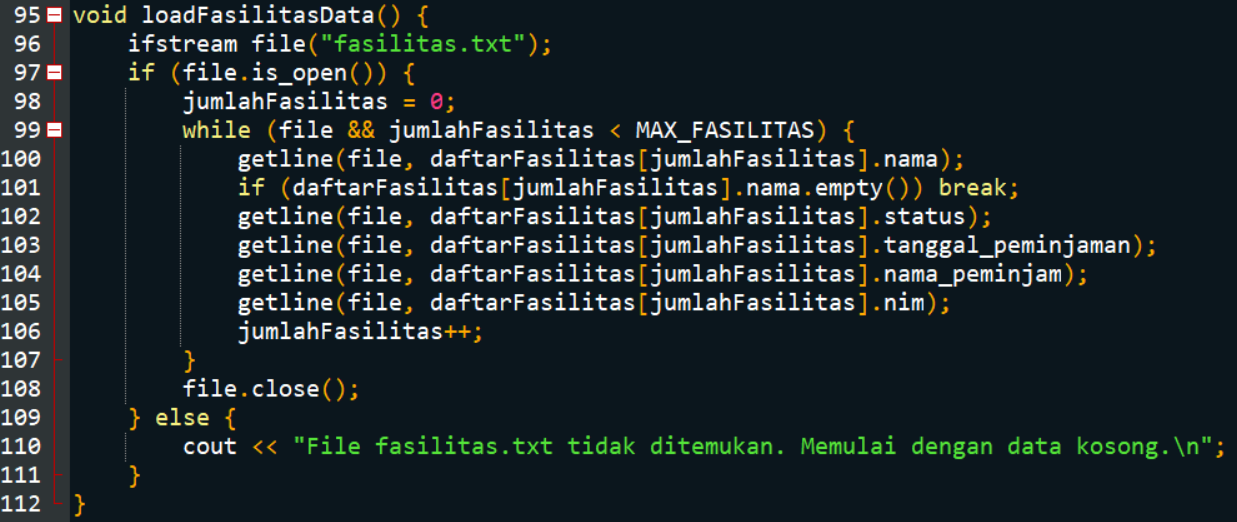 95 void loadFasilitasData() {
96     ifstream file("fasilitas.txt");
97     if (file.is_open()) {
98         jumlahFasilitas = 0;
99         while (file && jumlahFasilitas < MAX_FASILITAS) {
100             getline(file, daftarFasilitas[jumlahFasilitas].nama);
101             if (daftarFasilitas[jumlahFasilitas].nama.empty()) break;
102             getline(file, daftarFasilitas[jumlahFasilitas].status);
103             getline(file, daftarFasilitas[jumlahFasilitas].tanggal_peminjaman);
104             getline(file, daftarFasilitas[jumlahFasilitas].nama_peminjam);
105             getline(file, daftarFasilitas[jumlahFasilitas].nim);
106             jumlahFasilitas++;
107         }
108         file.close();
109     } else {
110         cout << "File fasilitas.txt tidak ditemukan. Memulai dengan data kosong.\n";
111     }
112 }